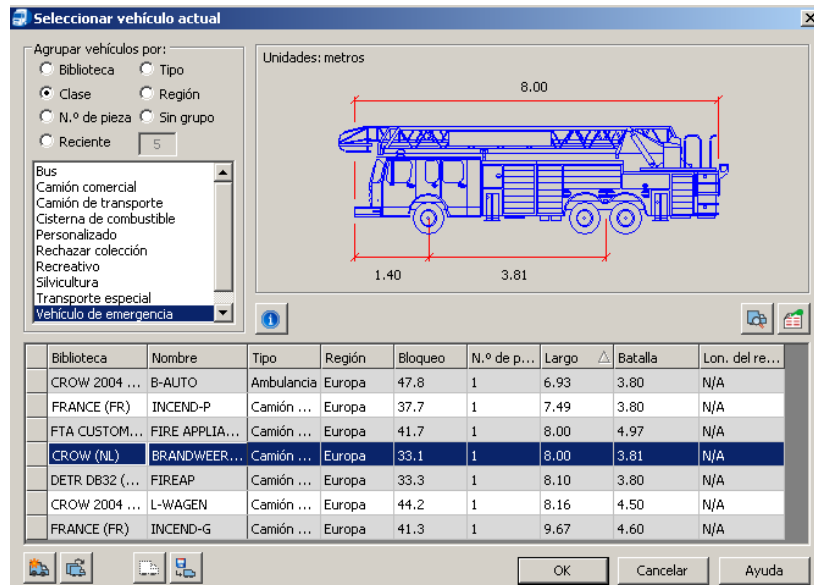 Seleccionar vehículo actual
Agrupar vehículos por:
Biblioteca Tipo
Clase Región
N.º de pieza Sin grupo
Reciente 5
Bus
Camión comercial
Camión de transporte
Cisterna de combustible
Personalizado
Rechazar colección
Recreativo
Silvicultura
Transporte especial
Vehículo de emergencia
Unidades: metros
8.00
1.40 3.81
Biblioteca Nombre Tipo Región Bloqueo N.º de p... Largo Batalla Lon. del re...
CROW 2004 ... B-AUTO Ambulancia Europa 47.8 1 6.93 3.80 N/A
FRANCE (FR) INCEND-P Camión ... Europa 37.7 1 7.49 3.80 N/A
FTA CUSTOM... FIRE APPLIA... Camión ... Europa 41.7 1 8.00 4.97 N/A
CROW (NL) BRANDWEER... Camión ... Europa 33.1 1 8.00 3.81 N/A
DETR DB32 (... FIREAP Camión ... Europa 33.3 1 8.10 3.80 N/A
CROW 2004 ... L-WAGEN Camión ... Europa 44.2 1 8.16 4.50 N/A
FRANCE (FR) INCEND-G Camión ... Europa 41.3 1 9.67 4.60 N/A
OK Cancelar Ayuda